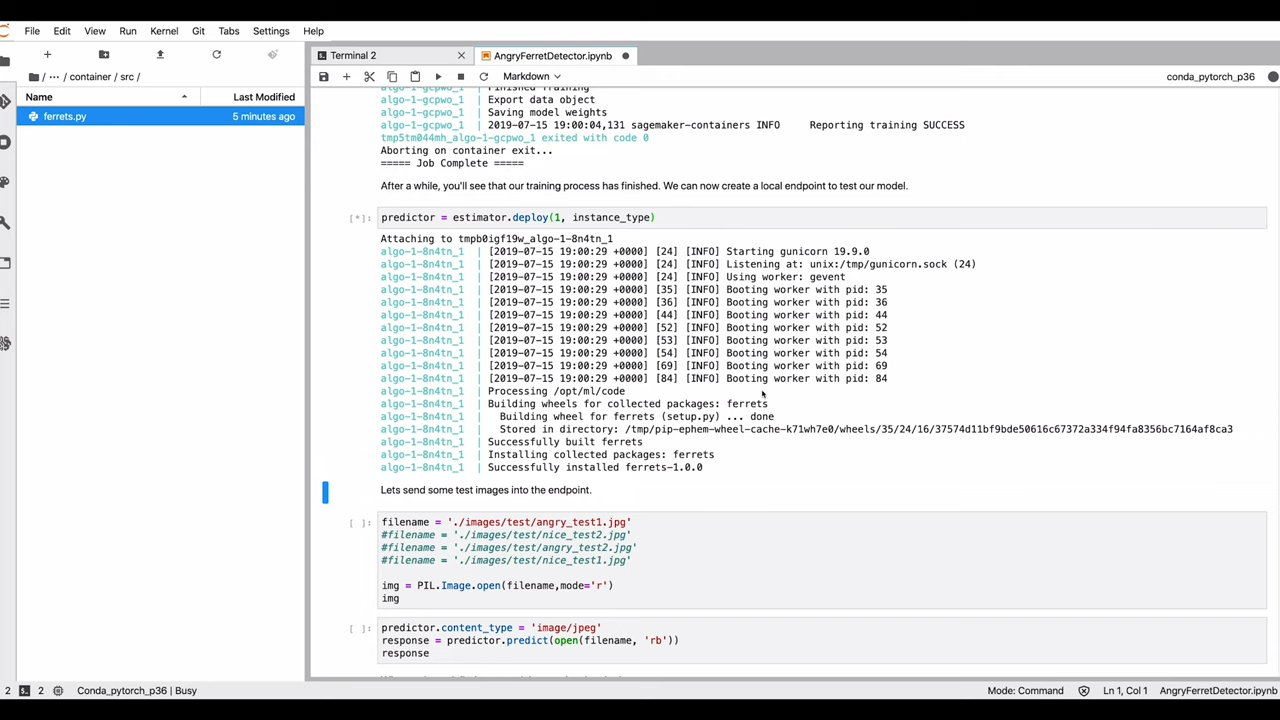 File Edit View Run Kernel Git Tabs Settings Help
Terminal 2
AngryFerretDetector.ipynb
/ ··· / container / src /
Markdown
conda_pytorch_p36
Name Last Modified
ferrets.py 5 minutes ago
algo-1-gcpwo_1 | Finished Training
algo-1-gcpwo_1 | Export data object
algo-1-gcpwo_1 | Saving model weights
algo-1-gcpwo_1 | 2019-07-15 19:00:04,131 sagemaker-containers INFO Reporting training SUCCESS
tmp5tm044mh_algo-1-gcpwo_1 exited with code 0
Aborting on container exit...
===== Job Complete =====
After a while, you'll see that our training process has finished. We can now create a local endpoint to test our model.
[*]: predictor = estimator.deploy(1, instance_type)
Attaching to tmpb0igf19w_algo-1-8n4tn_1
algo-1-8n4tn_1 | [2019-07-15 19:00:29 +0000] [24] [INFO] Starting gunicorn 19.9.0
algo-1-8n4tn_1 | [2019-07-15 19:00:29 +0000] [24] [INFO] Listening at: unix://tmp/gunicorn.sock (24)
algo-1-8n4tn_1 | [2019-07-15 19:00:29 +0000] [24] [INFO] Using worker: gevent
algo-1-8n4tn_1 | [2019-07-15 19:00:29 +0000] [35] [INFO] Booting worker with pid: 35
algo-1-8n4tn_1 | [2019-07-15 19:00:29 +0000] [36] [INFO] Booting worker with pid: 36
algo-1-8n4tn_1 | [2019-07-15 19:00:29 +0000] [44] [INFO] Booting worker with pid: 44
algo-1-8n4tn_1 | [2019-07-15 19:00:29 +0000] [52] [INFO] Booting worker with pid: 52
algo-1-8n4tn_1 | [2019-07-15 19:00:29 +0000] [53] [INFO] Booting worker with pid: 53
algo-1-8n4tn_1 | [2019-07-15 19:00:29 +0000] [54] [INFO] Booting worker with pid: 54
algo-1-8n4tn_1 | [2019-07-15 19:00:29 +0000] [69] [INFO] Booting worker with pid: 69
algo-1-8n4tn_1 | [2019-07-15 19:00:29 +0000] [84] [INFO] Booting worker with pid: 84
algo-1-8n4tn_1 | Processing /opt/ml/code
algo-1-8n4tn_1 | Building wheels for collected packages: ferrets
algo-1-8n4tn_1 | Building wheel for ferrets (setup.py) ... done
algo-1-8n4tn_1 | Stored in directory: /tmp/pip-ephem-wheel-cache-k71wh7e0/wheels/35/24/16/37574d11bf9bde50616c67372a334f94fa8356bc7164af8ca3
algo-1-8n4tn_1 | Successfully built ferrets
algo-1-8n4tn_1 | Installing collected packages: ferrets
algo-1-8n4tn_1 | Successfully installed ferrets-1.0.0
Lets send some test images into the endpoint.
[ ]: filename = './images/test/angry_test1.jpg'
#filename = './images/test/nice_test2.jpg'
#filename = './images/test/angry_test2.jpg'
#filename = './images/test/nice_test1.jpg'
img = PIL.Image.open(filename,mode='r')
img
[ ]: predictor.content_type = 'image/jpeg'
response = predictor.predict(open(filename, 'rb'))
response
2 2 Conda_pytorch_p36 | Busy
Mode: Command Ln 1, Col 1 AngryFerretDetector.ipynb